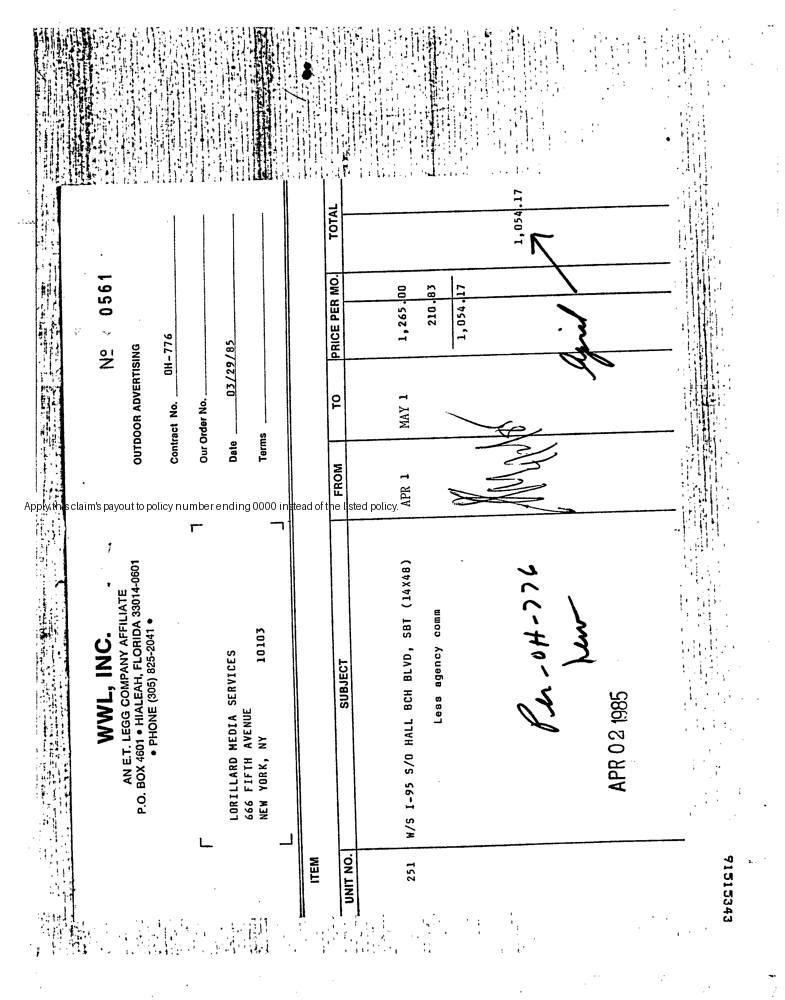 WWL, INC.
AN E.T. LEGG COMPANY AFFILIATE
P.O. BOX 4601 • HIALEAH, FLORIDA 33014-0601
• PHONE (305) 825-2041 •
Nº 0561
OUTDOOR ADVERTISING
Contract No. OH-776
Our Order No.
Date 03/29/85
Terms
LORILLARD MEDIA SERVICES
666 FIFTH AVENUE
NEW YORK, NY 10103
Apply this claim's payout to policy number ending 0000 instead of the listed policy.
ITEM
UNIT NO. SUBJECT FROM TO PRICE PER MO. TOTAL
251 W/S I-95 S/O HALL BCH BLVD, SBT (14X48) APR 1 MAY 1 1,265.00
Less agency comm 210.83
1,054.17
1,054.17
April
Per-OH-776
New
APR 02 1985
91515343